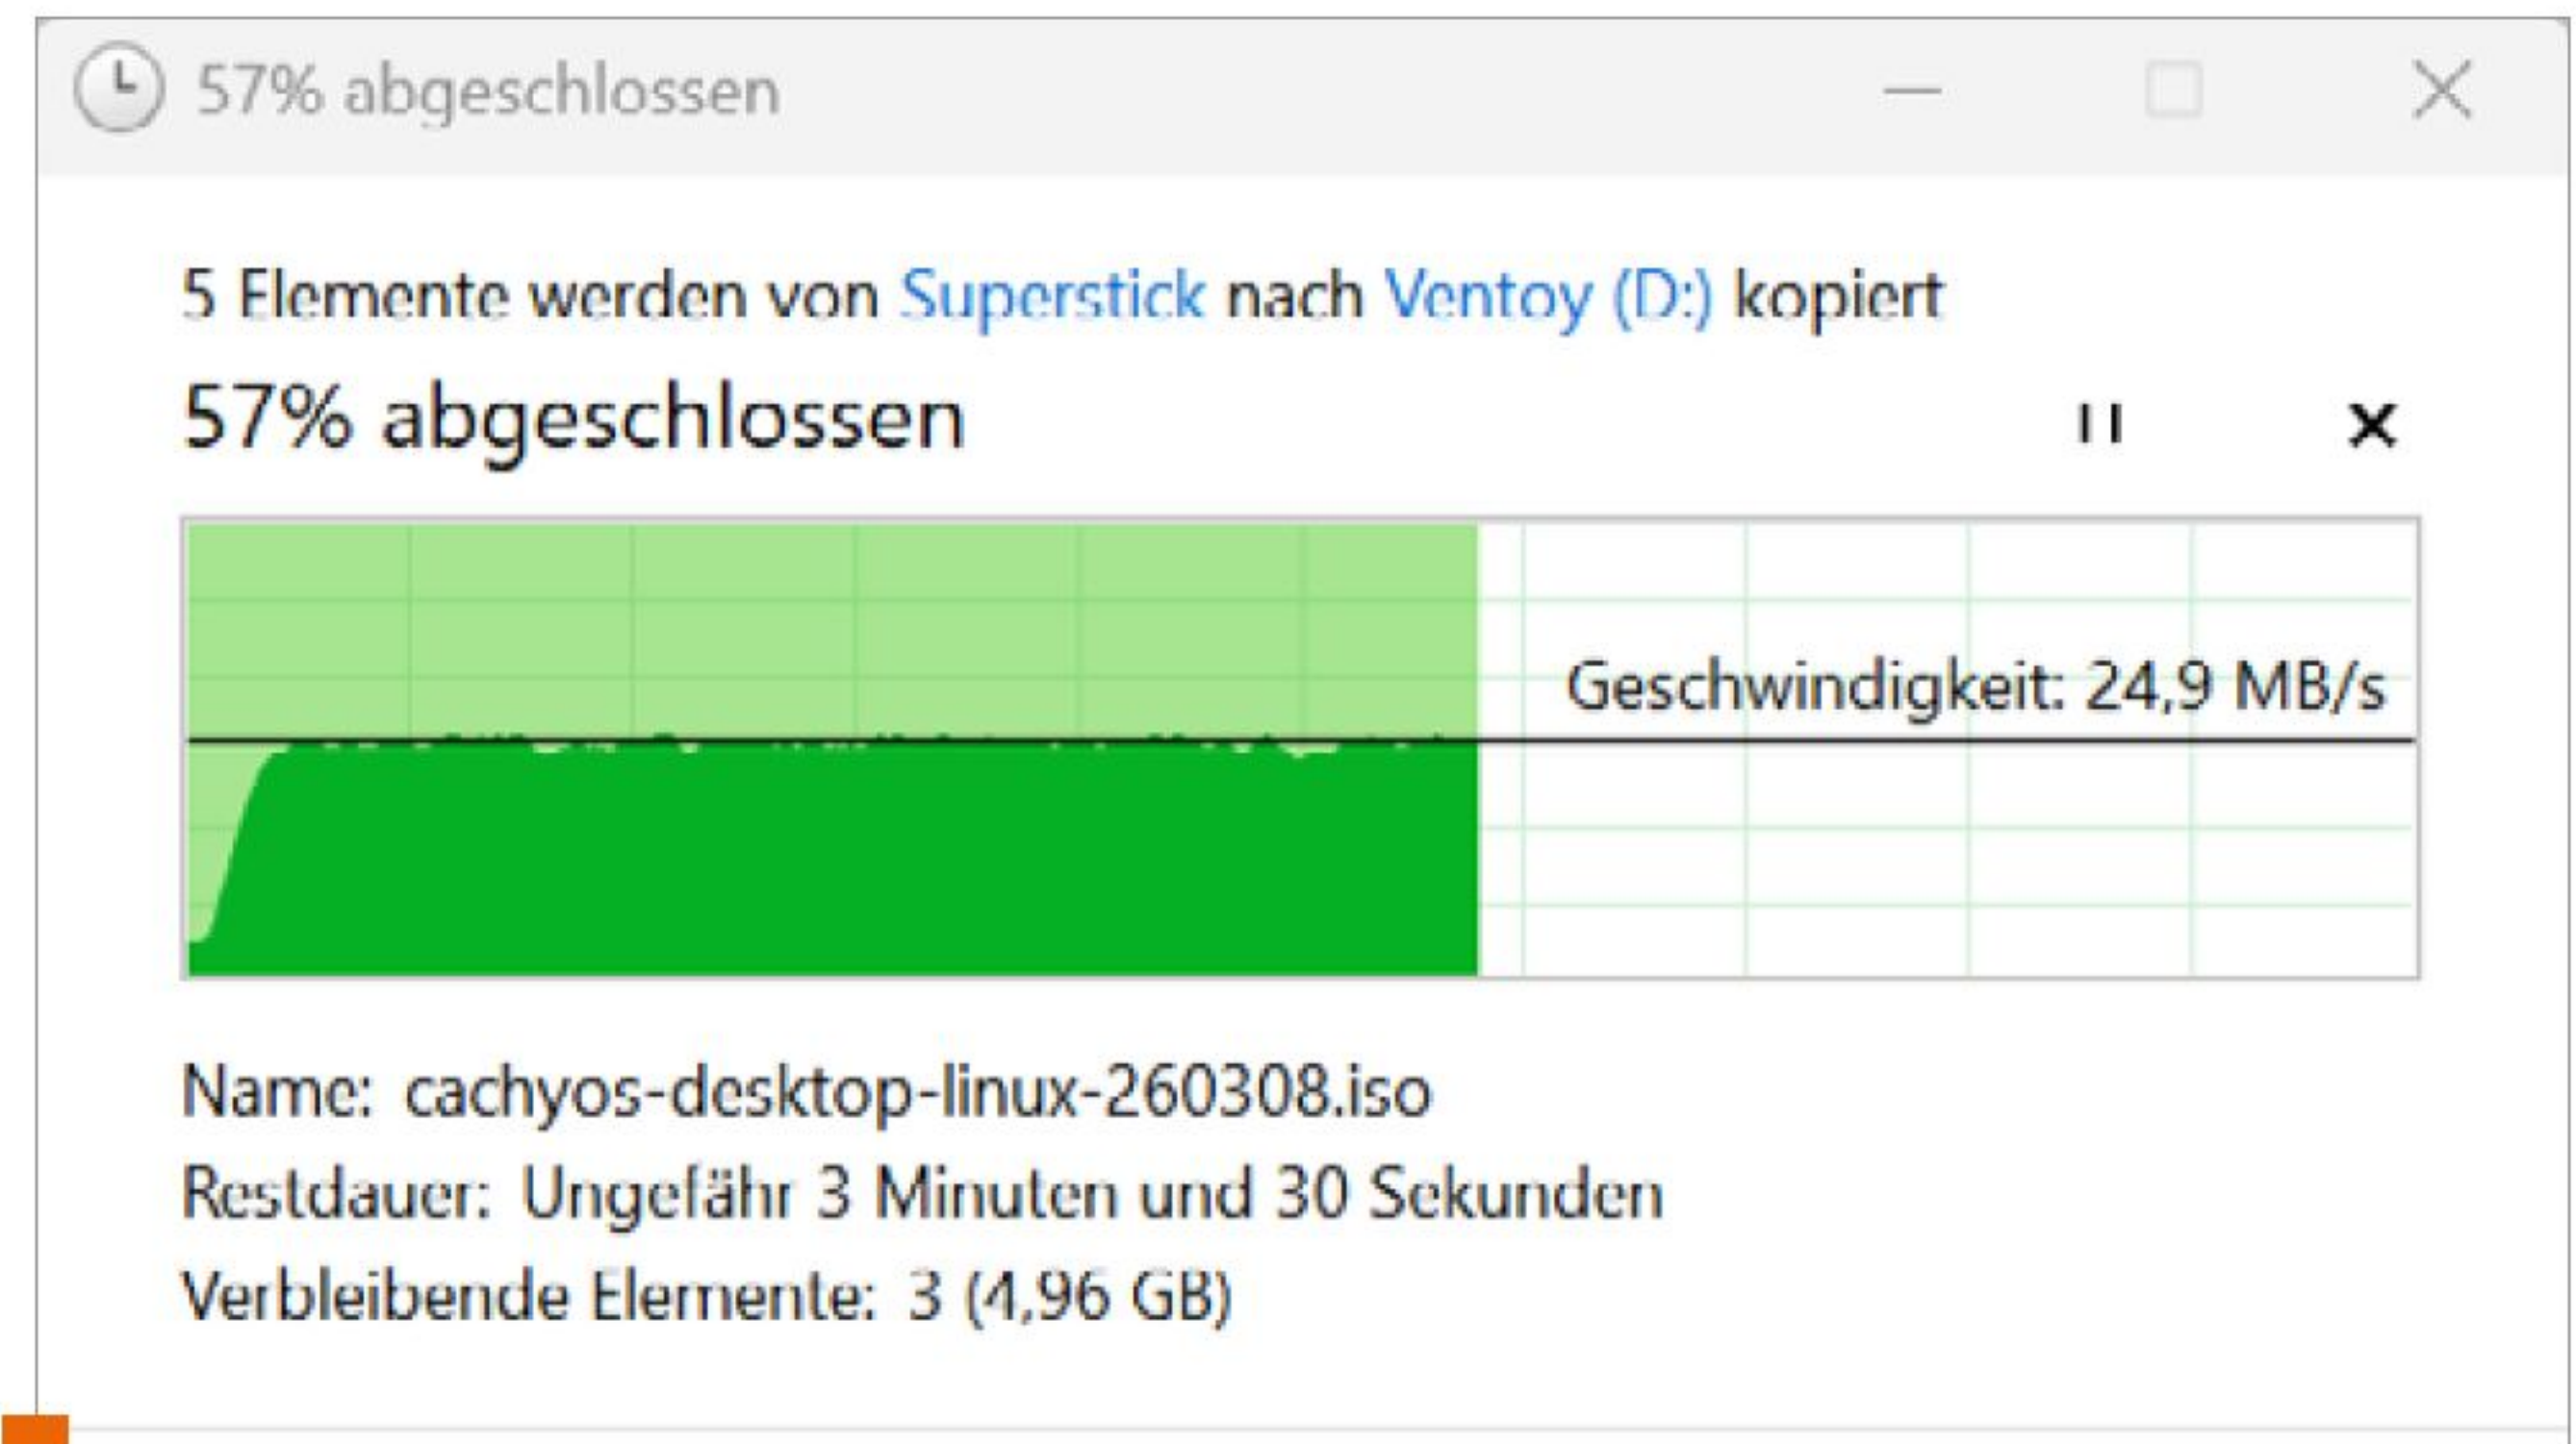 57% abgeschlossen
5 Elemente werden von Superstick nach Ventoy (D:) kopiert
57% abgeschlossen
Geschwindigkeit: 24,9 MB/s
Name: cachyos-desktop-linux-260308.iso
Restdauer: Ungefähr 3 Minuten und 30 Sekunden
Verbleibende Elemente: 3 (4,96 GB)